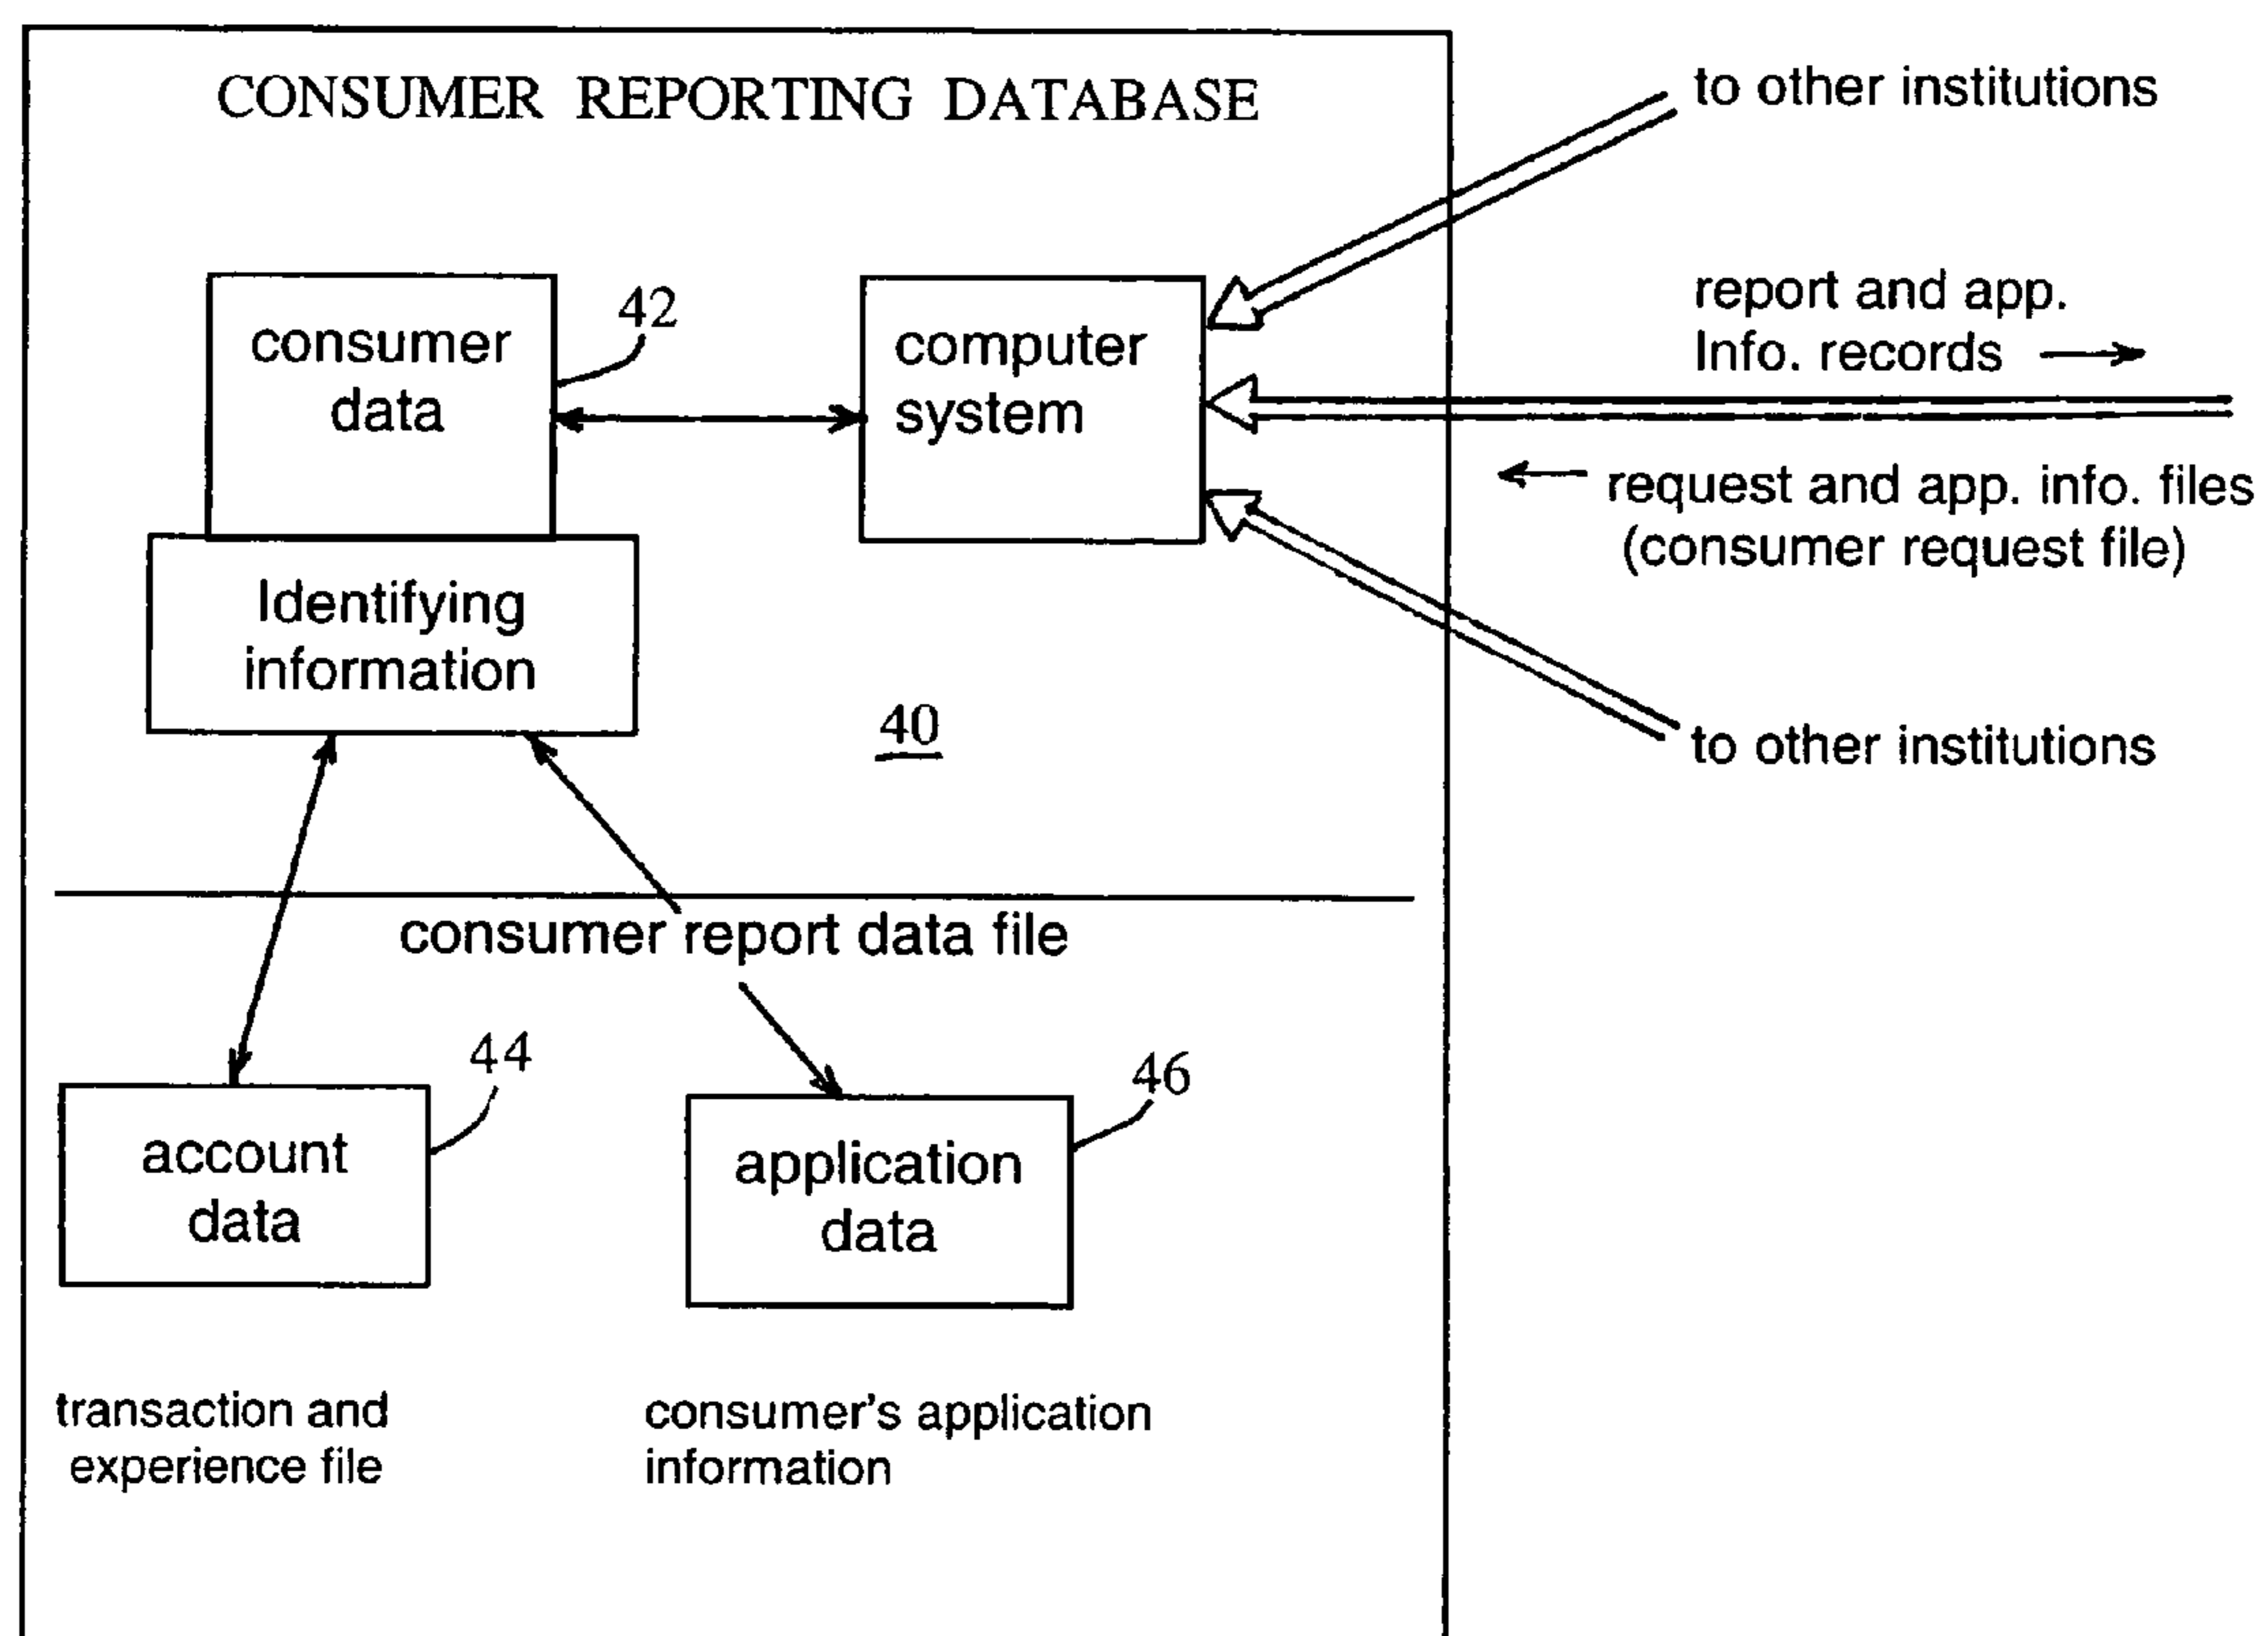 CONSUMER REPORTING DATABASE
to other institutions
consumer
data
42
computer
system
report and app.
Info. records
request and app. info. files
(consumer request file)
Identifying
information
40
to other institutions
consumer report data file
44
account
data
46
application
data
transaction and
experience file
consumer's application
information